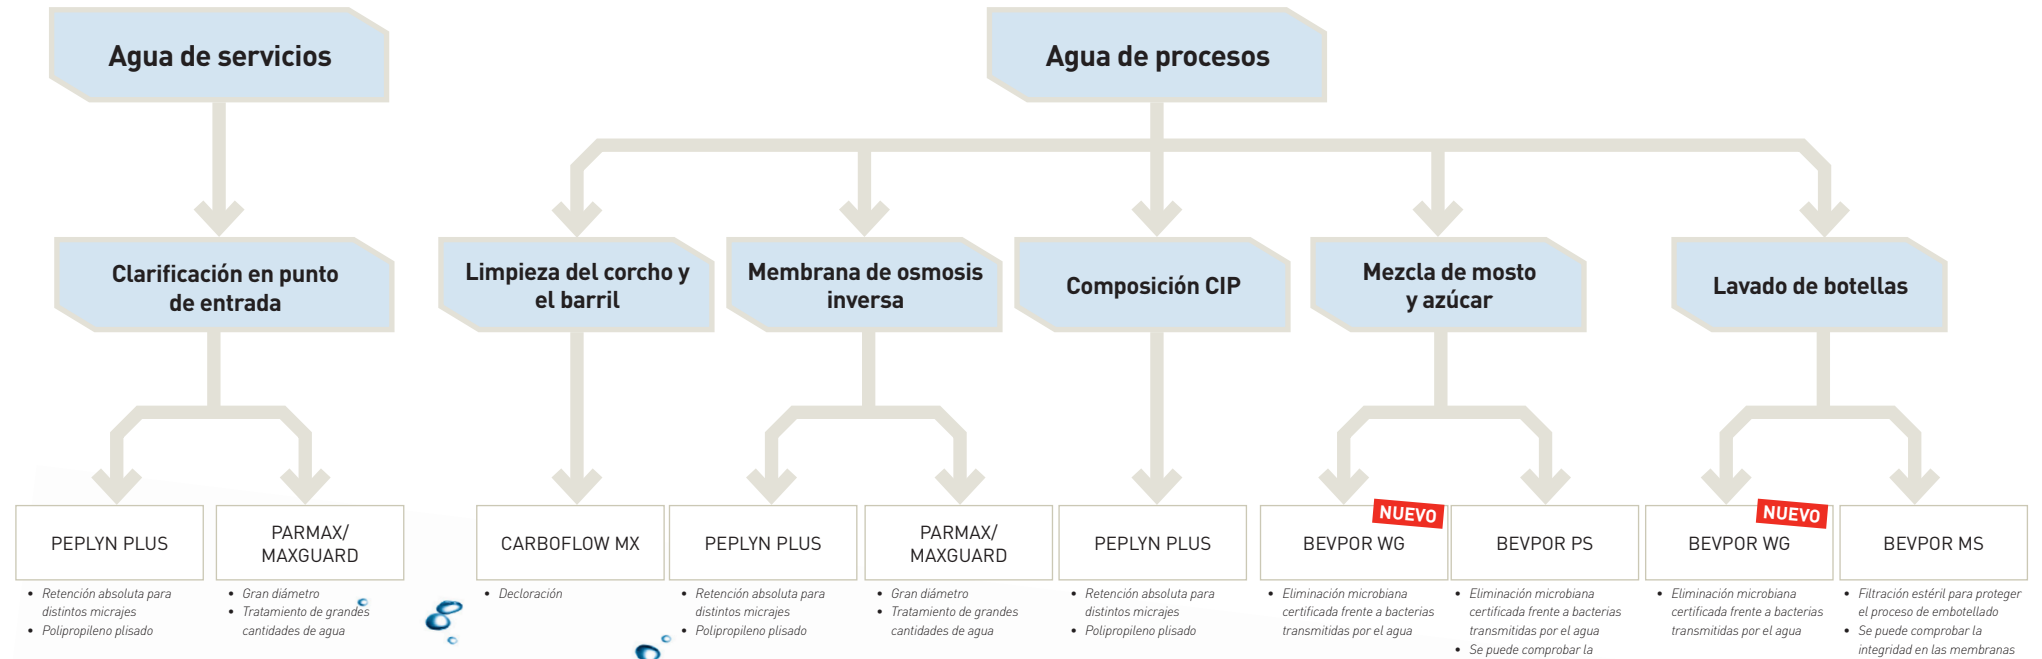 Agua de servicios
Agua de procesos
Clarificación en punto
de entrada
Limpieza del corcho y
el barril
Membrana de osmosis
inversa
Composición CIP
Mezcla de mosto
y azúcar
Lavado de botellas
PEPLYN PLUS
• Retención absoluta para
distintos micrajes
• Polipropileno plisado
PARMAX/
MAXGUARD
• Gran diámetro
• Tratamiento de grandes
cantidades de agua
CARBOFLOW MX
• Decloración
PEPLYN PLUS
• Retención absoluta para
distintos micrajes
• Polipropileno plisado
PARMAX/
MAXGUARD
• Gran diámetro
• Tratamiento de grandes
cantidades de agua
PEPLYN PLUS
• Retención absoluta para
distintos micrajes
• Polipropileno plisado
NUEVO
BEVPOR WG
• Eliminación microbiana
certificada frente a bacterias
transmitidas por el agua
BEVPOR PS
• Eliminación microbiana
certificada frente a bacterias
transmitidas por el agua
• Se puede comprobar la
NUEVO
BEVPOR WG
• Eliminación microbiana
certificada frente a bacterias
transmitidas por el agua
BEVPOR MS
• Filtración estéril para proteger
el proceso de embotellado
• Se puede comprobar la
integridad en las membranas